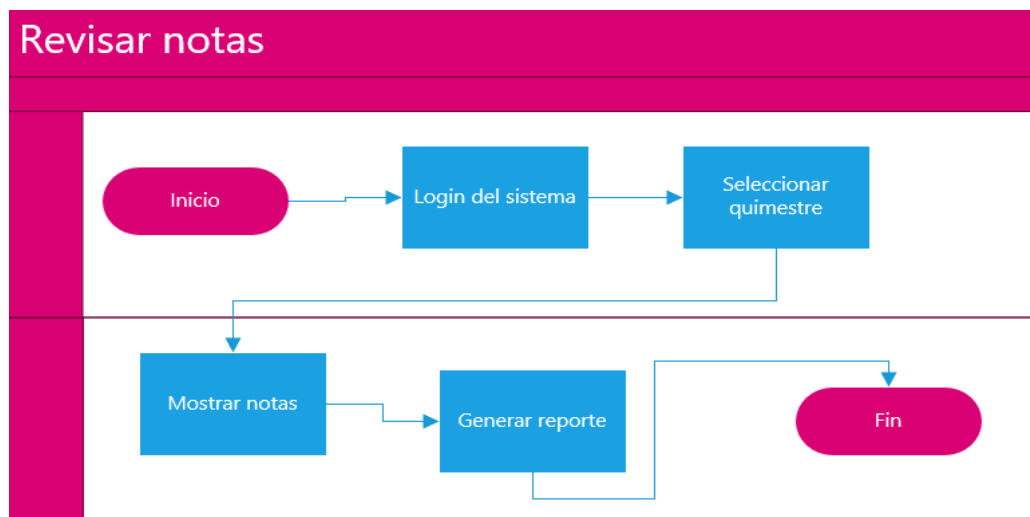 Revisar notas
Inicio
Login del sistema
Seleccionar
quimestre
Mostrar notas
Generar reporte
Fin